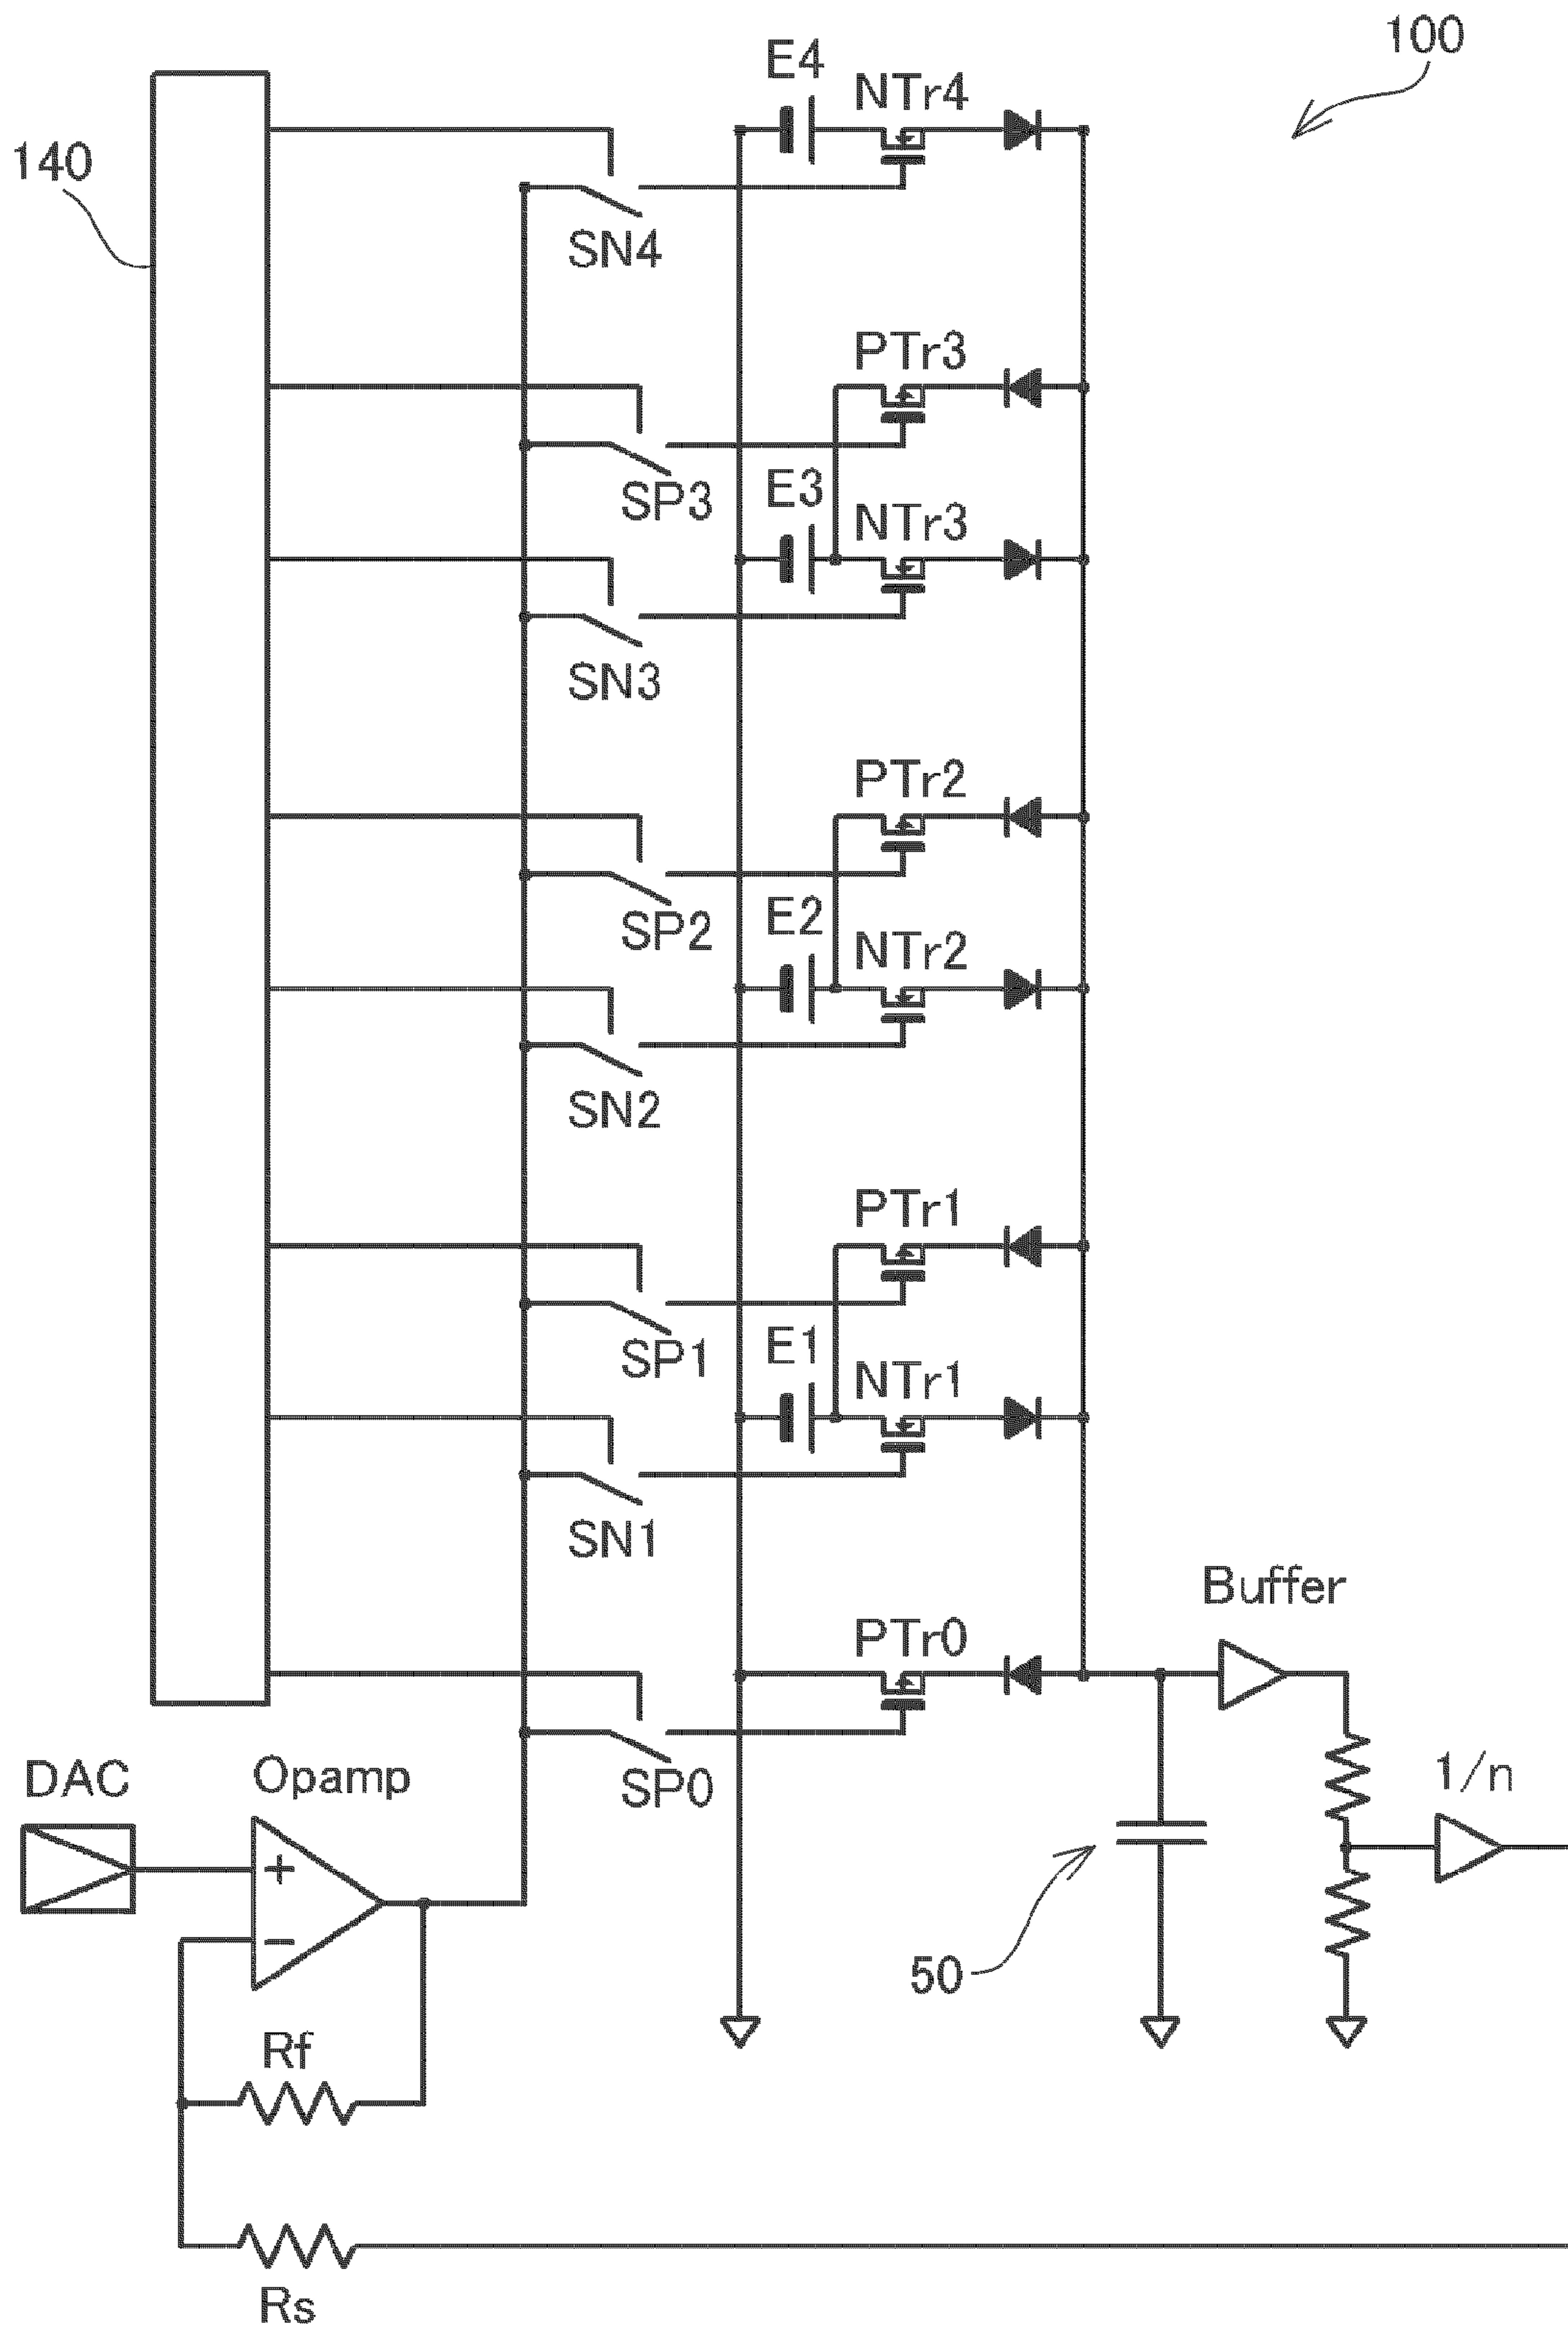 100
E4
NTr4
140
SN4
PTr3
SP3
E3
NTr3
SN3
PTr2
SP2
E2
NTr2
SN2
PTr1
SP1
E1
NTr1
SN1
Buffer
PTr0
SP0
DAC
Opamp
1/n
+
−
50
Rf
Rs